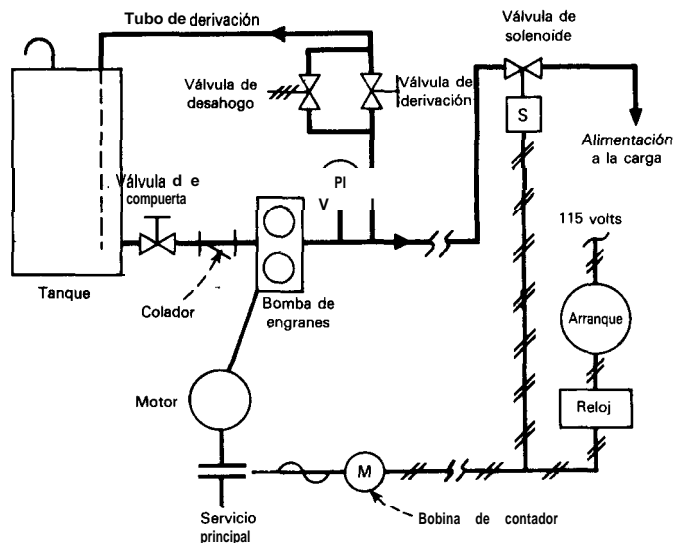 Tubo de derivación
Válvula de
solenoide
Válvula de
desahogo
Válvula de
derivación
S
Alimentación
a la carga
PI
V
Válvula d e
compuerta
115 volts
Tanque
Colador
Bomba de
engranes
Arranque
Motor
Reloj
M
Servicio
principal
Bobina de contador